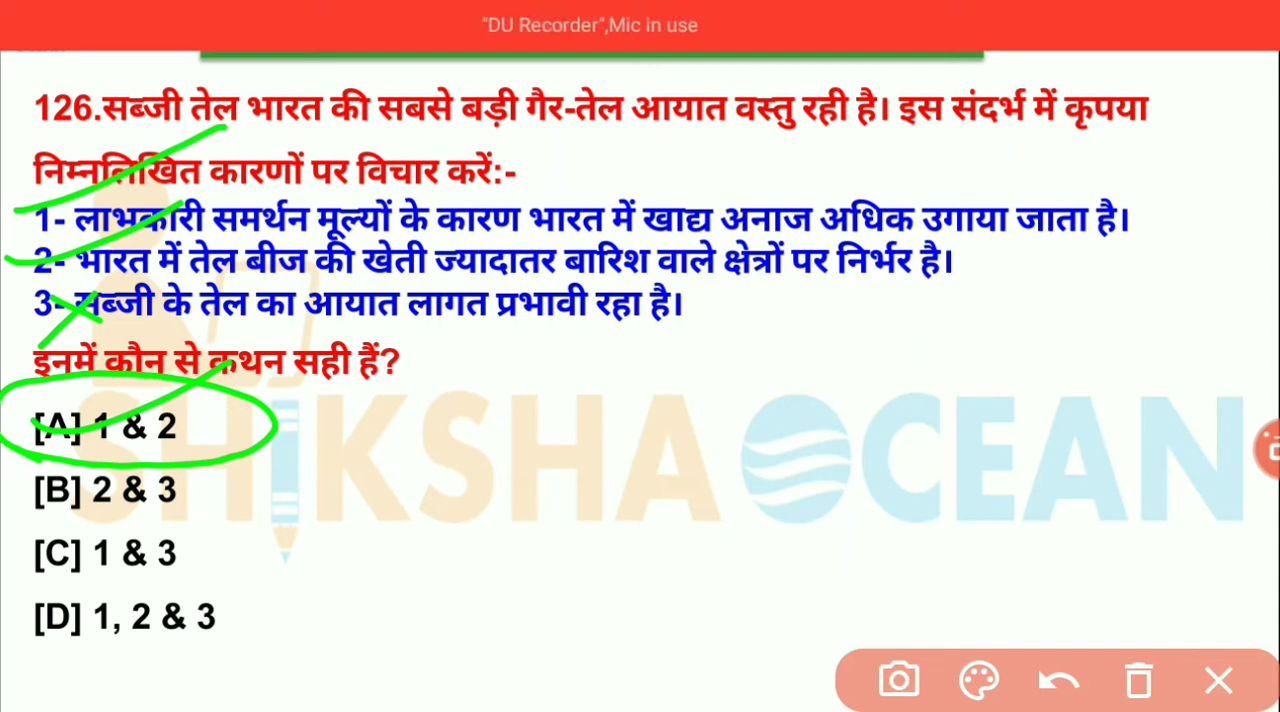 "DU Recorder",Mic in use
126.सब्जी तेल भारत की सबसे बड़ी गैर-तेल आयात वस्तु रही है। इस संदर्भ में कृपया
निम्नलिखित कारणों पर विचार करें:-
1- लाभकारी समर्थन मूल्यों के कारण भारत में खाद्य अनाज अधिक उगाया जाता है।
2- भारत में तेल बीज की खेती ज्यादातर बारिश वाले क्षेत्रों पर निर्भर है।
3- सब्जी के तेल का आयात लागत प्रभावी रहा है।
इनमें कौन से कथन सही हैं?
[A] 1 & 2
[B] 2 & 3
[C] 1 & 3
[D] 1, 2 & 3
SHIKSHA OCEAN